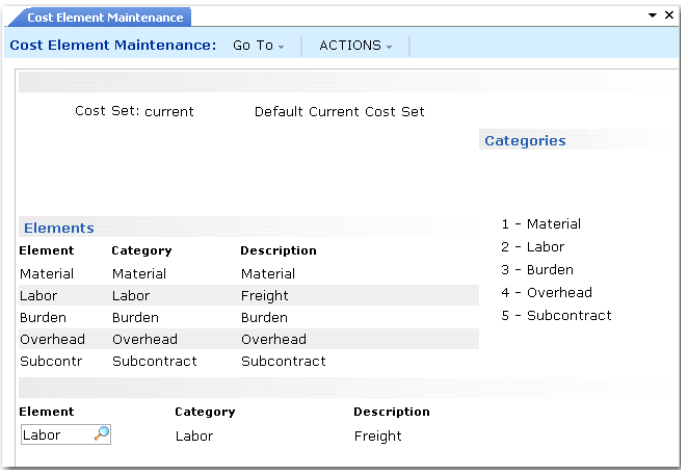 Cost Element Maintenance
Cost Element Maintenance: Go To ACTIONS
Cost Set: current Default Current Cost Set
Categories
1 - Material
2 - Labor
3 - Burden
4 - Overhead
5 - Subcontract
Elements
Element Category Description
Material Material Material
Labor Labor Freight
Burden Burden Burden
Overhead Overhead Overhead
Subcontr Subcontract Subcontract
Element Category Description
Labor Labor Freight